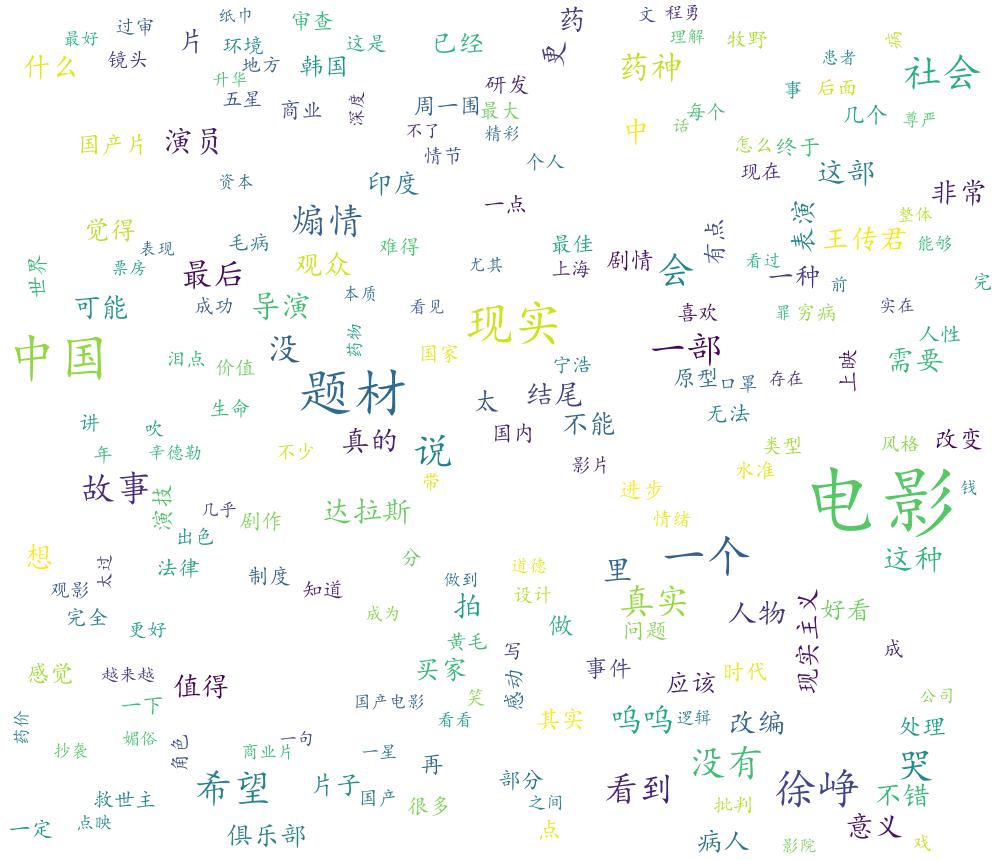 纸巾
药
文
程勇
过审
审查
最好
片
环境
这是
已经
更
理解
牧野
病
什么
镜头
地方
韩国
药神
患者
社会
升华
研发
事
后面
五星
商业
深度
周一围
最大
每个
几个
尊严
国产片
演员
不了
精彩
中
话
怎么
终于
情节
个人
资本
印度
现在
这部
非常
煽情
一点
表演
整体
觉得
表现
毛病
难得
最佳
有点
王传君
能够
世界
票房
最后
观众
尤其
上海
剧情
会
看过
一种
前
完
可能
成功
导演
本质
看见
现实
喜欢
罪
穷病
实在
中国
泪点
价值
没
药物
国家
宁浩
一部
人性
需要
题材
太
结尾
原型
口罩
存在
上映
生命
讲
吹
不能
无法
年
辛德勒
不少
真的
说
国内
影片
类型
风格
改变
故事
带
进步
水准
电影
钱
演技
几乎
剧作
达拉斯
情绪
出色
想
太过
法律
分
一个
这种
观影
制度
知道
做到
道德
里
完全
成为
拍
设计
真实
人物
现实主义
好看
更好
黄毛
做
问题
写
成
感觉
越来越
值得
买家
感动
事件
应该
时代
一下
国产电影
笑
公司
药价
媚俗
看看
其实
呜呜
逻辑
改编
处理
抄袭
角色
商业片
一句
一星
再
没有
哭
救世主
希望
片子
国产
很多
部分
之间
看到
批判
徐峥
不错
一定
点映
俱乐部
点
病人
影院
意义
戏